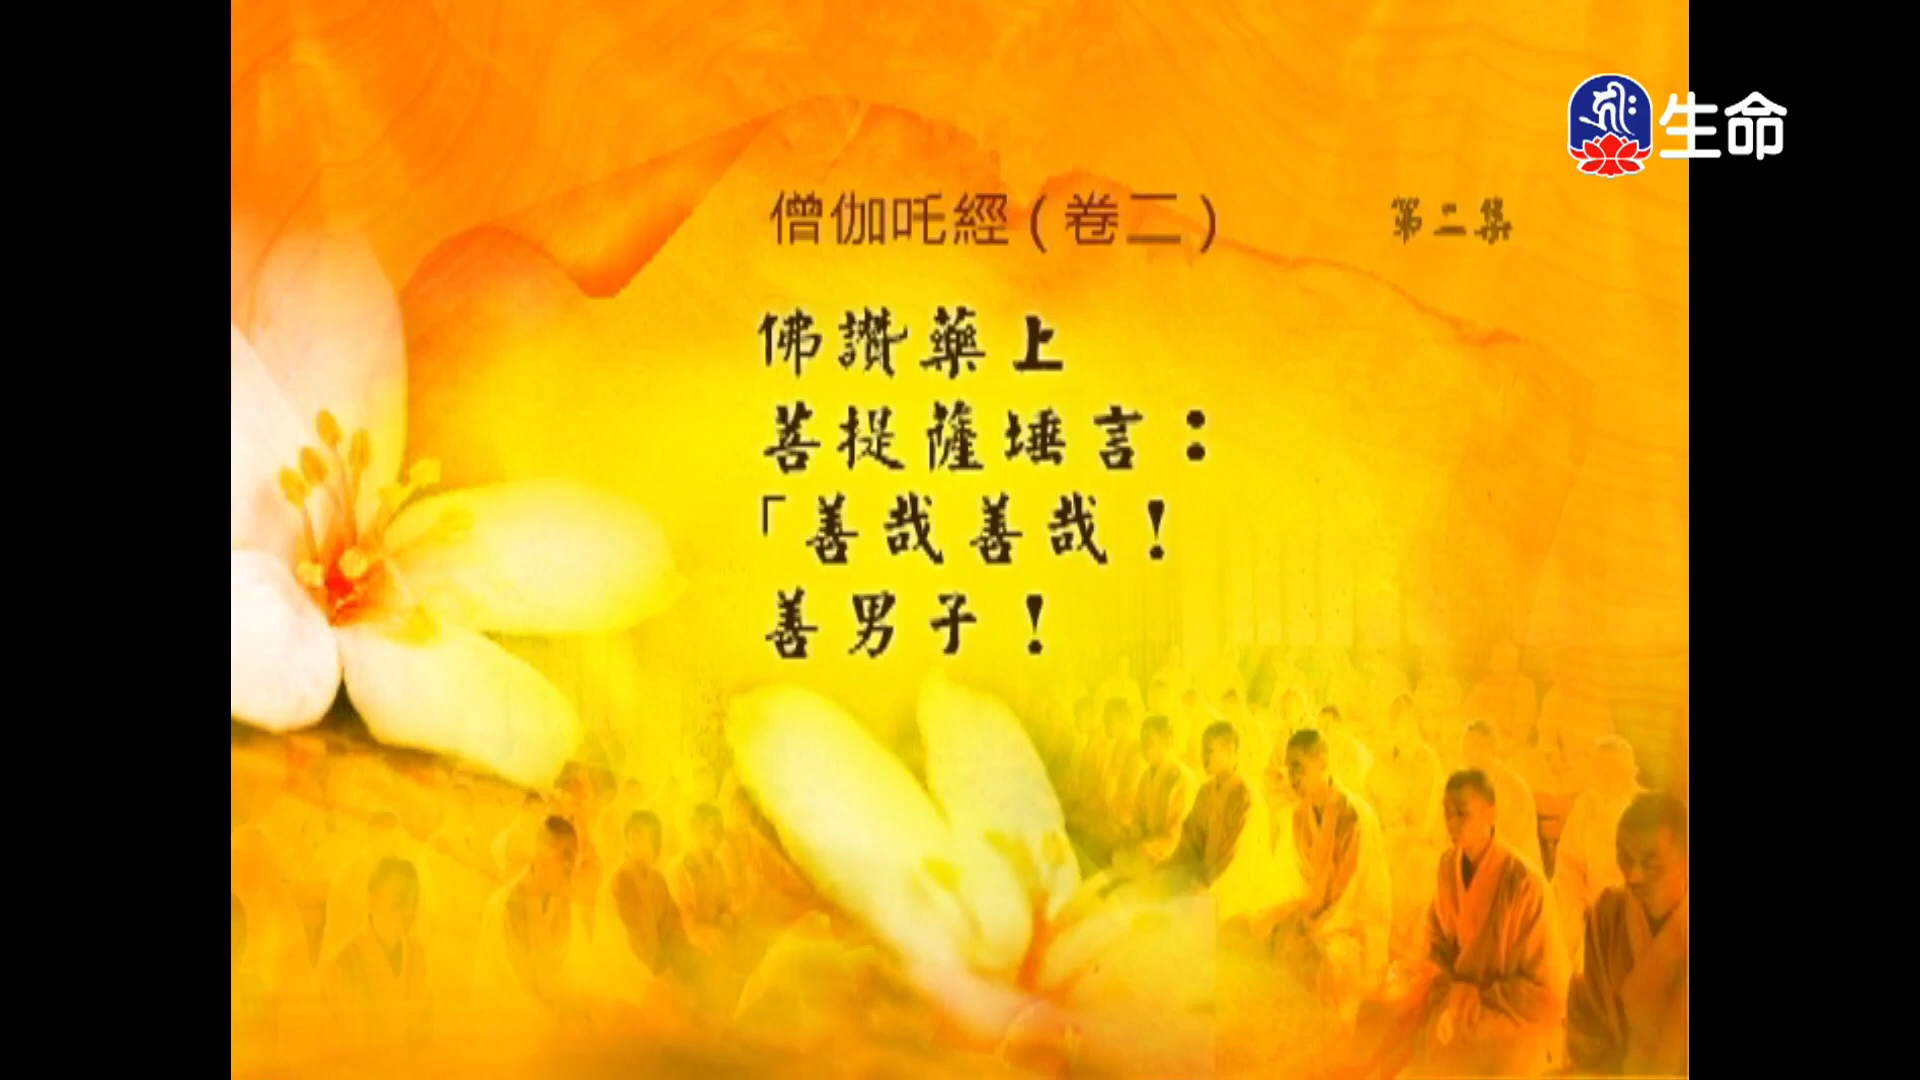 生命
僧伽吒經(卷二)
第二集
佛讚藥上
菩提薩埵言：
「善哉善哉！
善男子！